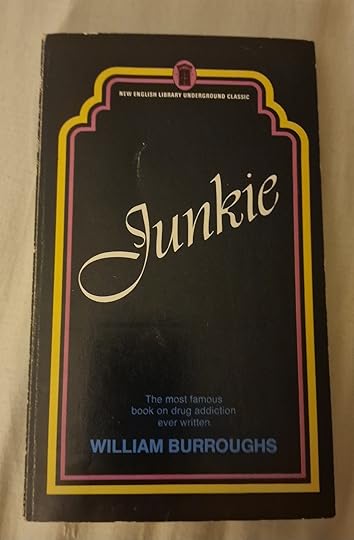 NEW ENGLISH LIBRARY UNDERGROUND CLASSIC
Junkie
The most famous
book on drug addiction
ever written.
WILLIAM BURROUGHS